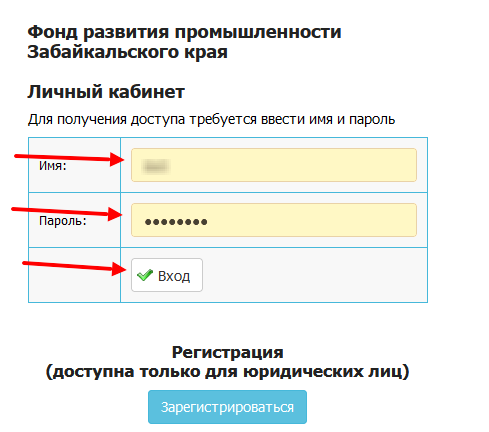 Фонд развития промышленности
Забайкальского края
Личный кабинет
Для получения доступа требуется ввести имя и пароль
Имя:
Пароль:
Вход
Регистрация
(доступна только для юридических лиц)
Зарегистрироваться